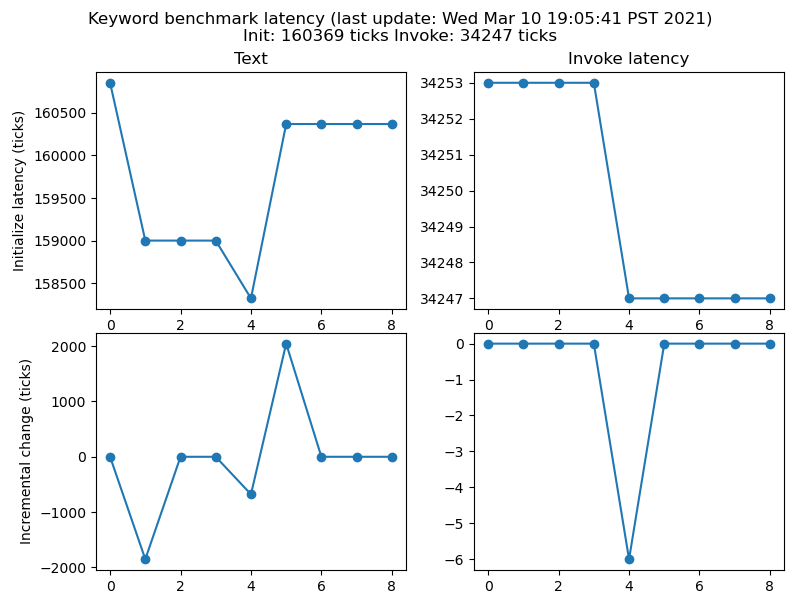 Keyword benchmark latency (last update: Wed Mar 10 19:05:41 PST 2021)
Init: 160369 ticks Invoke: 34247 ticks
Text
Initialize latency (ticks)
160500
160000
159500
159000
158500
0 2 4 6 8
Invoke latency
34253
34252
34251
34250
34249
34248
34247
0 2 4 6 8
Incremental change (ticks)
2000
1000
0
−1000
−2000
0 2 4 6 8
0
−1
−2
−3
−4
−5
−6
0 2 4 6 8